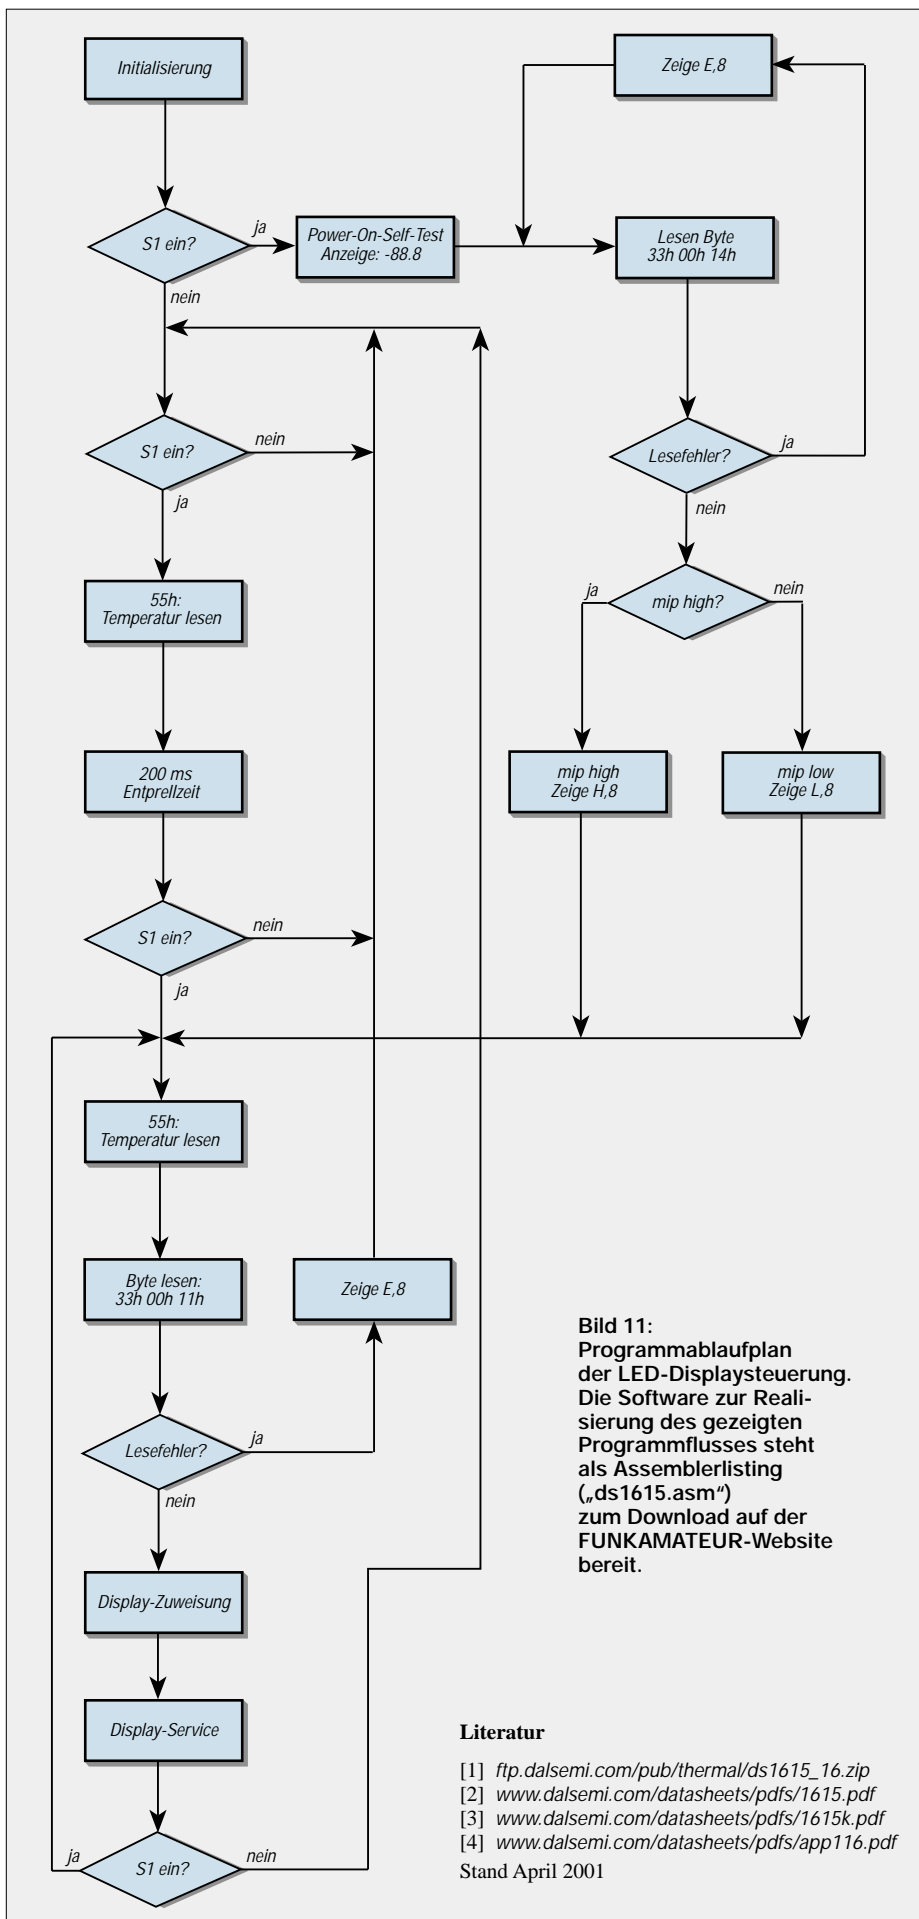 Initialisierung
Zeige E,8
S1 ein?
ja
nein
Power-On-Self-Test
Anzeige: -88.8
Lesen Byte
33h 00h 14h
S1 ein?
nein
ja
Lesefehler?
ja
nein
55h:
Temperatur lesen
mip high?
ja
nein
200 ms
Entprellzeit
mip high
Zeige H,8
mip low
Zeige L,8
S1 ein?
nein
ja
55h:
Temperatur lesen
Byte lesen:
33h 00h 11h
Zeige E,8
Lesefehler?
ja
nein
Display-Zuweisung
Display-Service
S1 ein?
ja
nein
Bild 11:
Programmablaufplan
der LED-Displaysteuerung.
Die Software zur Reali-
sierung des gezeigten
Programmflusses steht
als Assemblerlisting
(„ds1615.asm“)
zum Download auf der
FUNKAMATEUR-Website
bereit.
Literatur
[1] ftp.dalsemi.com/pub/thermal/ds1615_16.zip
[2] www.dalsemi.com/datasheets/pdfs/1615.pdf
[3] www.dalsemi.com/datasheets/pdfs/1615k.pdf
[4] www.dalsemi.com/datasheets/pdfs/app116.pdf
Stand April 2001